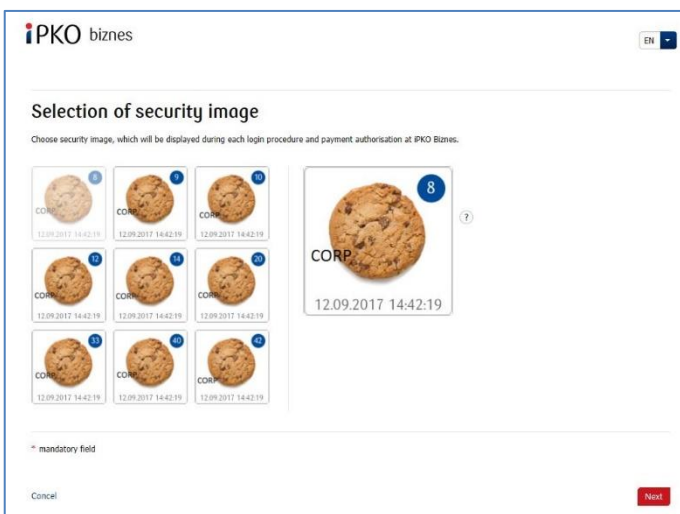 iPKO biznes
EN
Selection of security image
Choose security image, which will be displayed during each login procedure and payment authorisation at iPKO Biznes.
8
CORP
12.09.2017 14:42:19
9
CORP
12.09.2017 14:42:19
10
CORP
12.09.2017 14:42:19
8
CORP
12.09.2017 14:42:19
?
12
CORP
12.09.2017 14:42:19
14
CORP
12.09.2017 14:42:19
20
CORP
12.09.2017 14:42:19
33
CORP
12.09.2017 14:42:19
40
CORP
12.09.2017 14:42:19
42
CORP
12.09.2017 14:42:19
* mandatory field
Cancel
Next